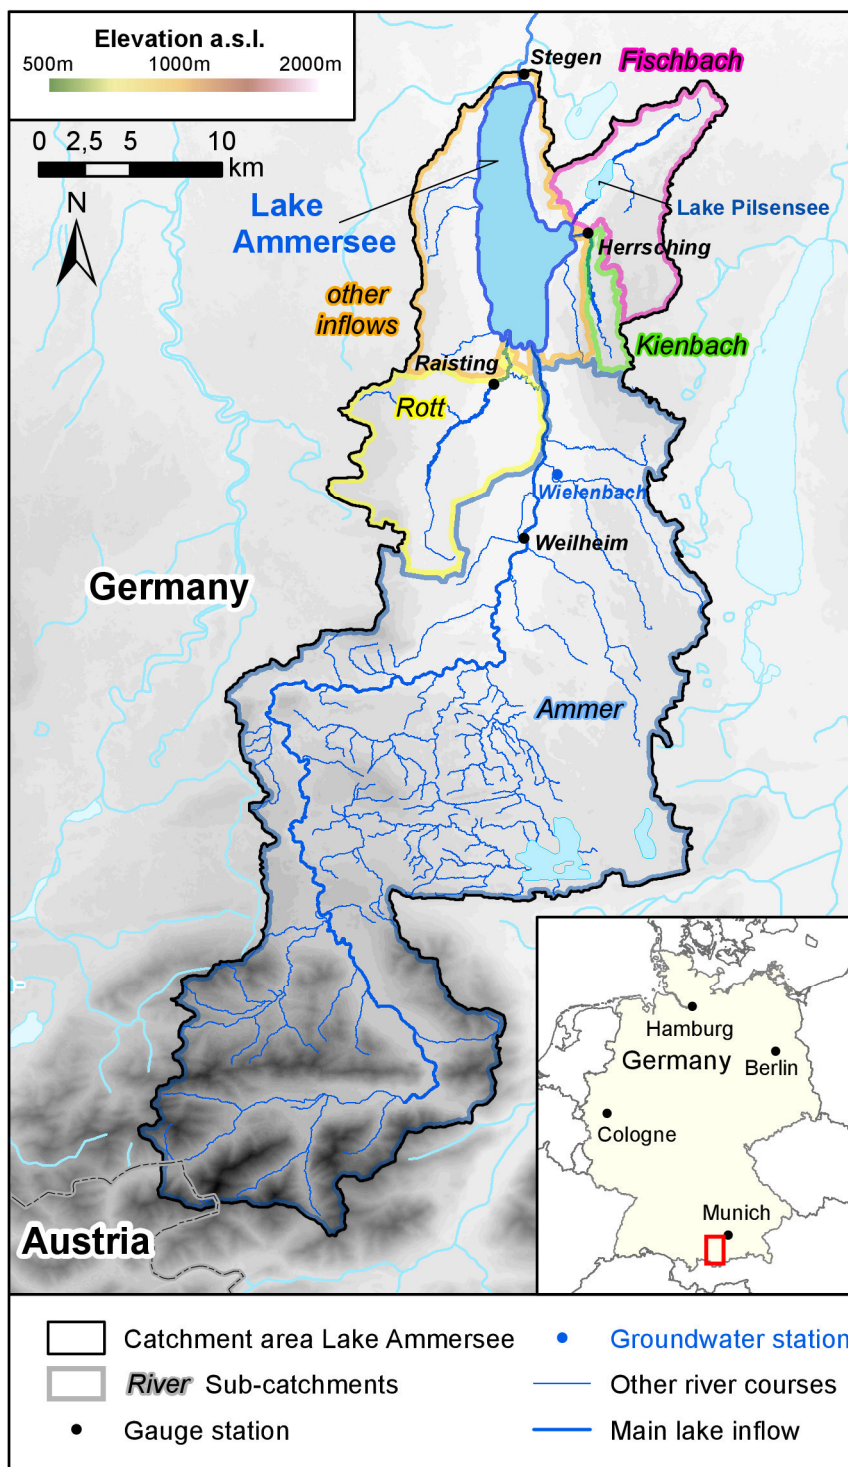 Elevation a.s.l.
500m 1000m 2000m
0 2,5 5 10
km
N
Stegen
Fischbach
Lake
Ammersee
Lake Pilsensee
Herrsching
other
inflows
Kienbach
Raisting
Rott
Wielenbach
Weilheim
Germany
Ammer
Austria
Hamburg
Germany
Berlin
Cologne
Munich
Catchment area Lake Ammersee
River Sub-catchments
Gauge station
Groundwater station
Other river courses
Main lake inflow